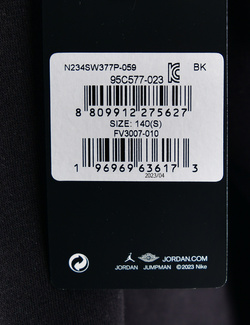 N234SW377P-059 BK
95C577-023
8 809912 275627
SIZE: 140(S)
FV3007-010
1 96969 63617 3
2023/04
JORDAN.COM
JORDAN JUMPMAN ©2023 Nike